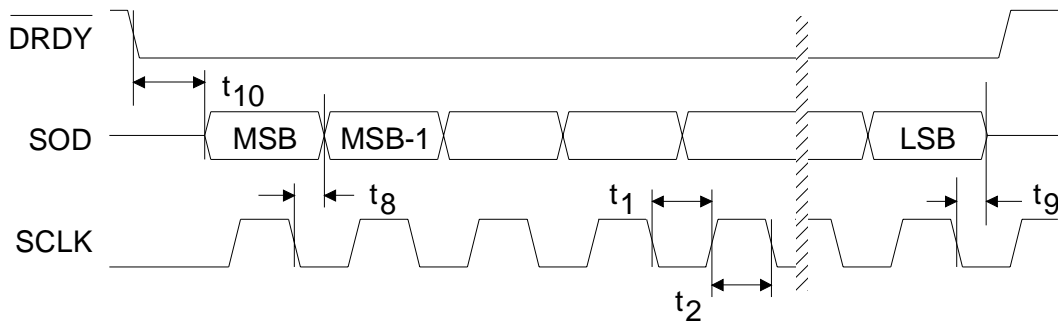 DRDY
t10
SOD
MSB
MSB-1
LSB
t8
t1
t9
SCLK
t2